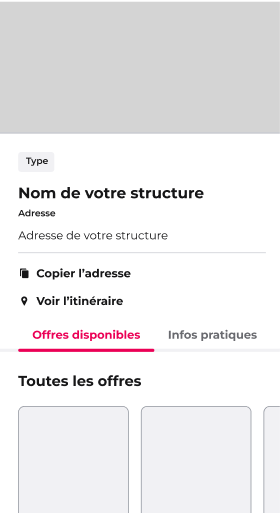 Type
Nom de votre structure
Adresse
Adresse de votre structure
Copier l’adresse
Voir l’itinéraire
Offres disponibles Infos pratiques
Toutes les offres